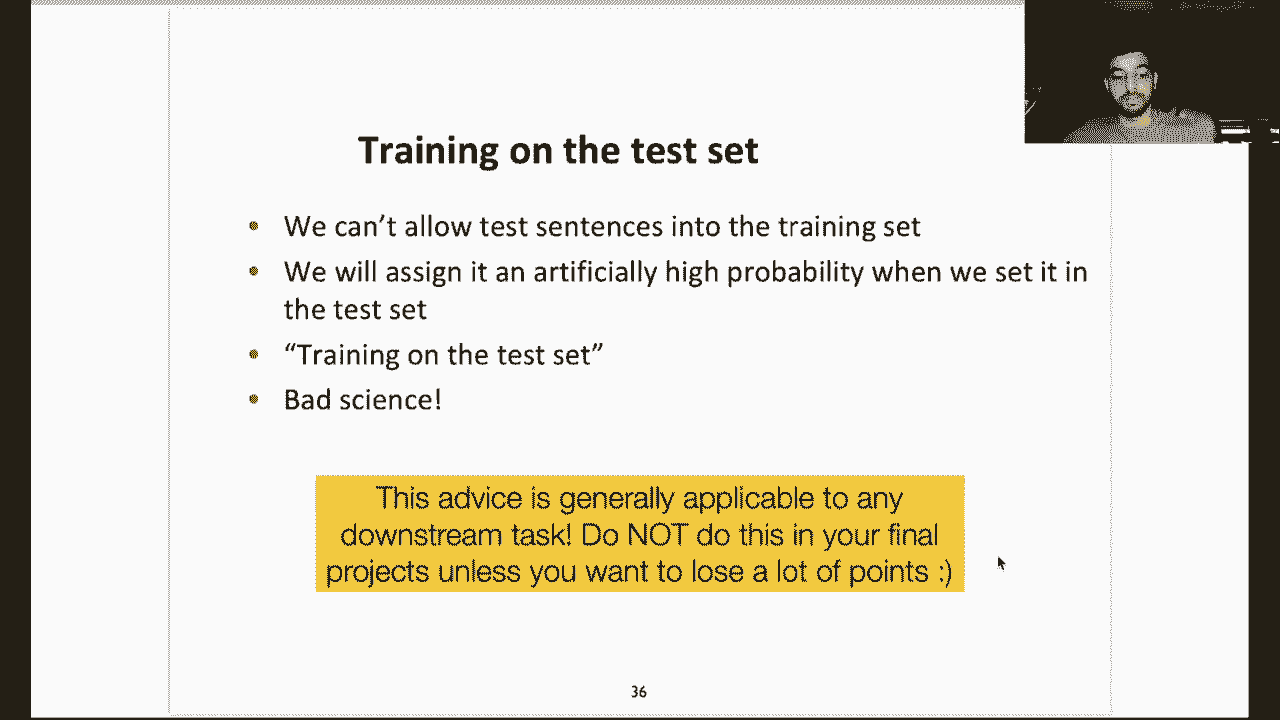 Training on the test set
• We can’t allow test sentences into the training set
• We will assign it an artificially high probability when we set it in
the test set
• “Training on the test set”
• Bad science!
This advice is generally applicable to any
downstream task! Do NOT do this in your final
projects unless you want to lose a lot of points :)
36